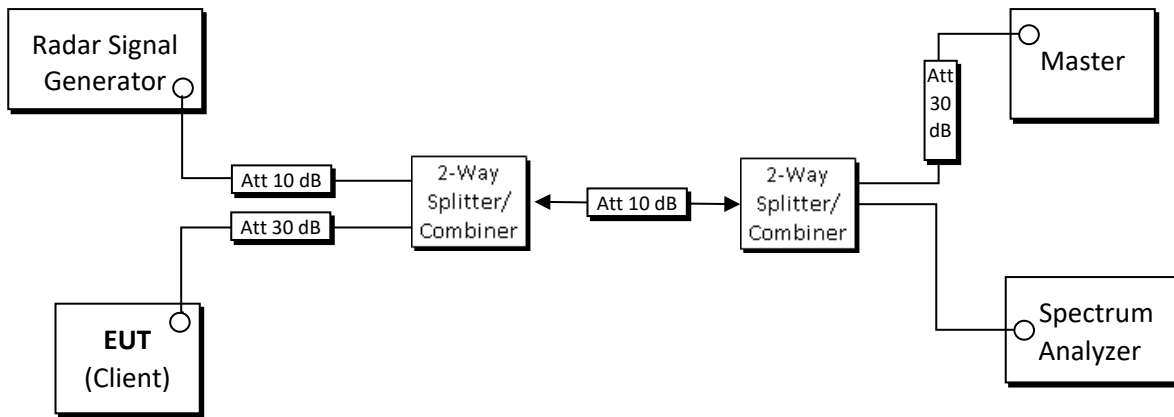 Radar Signal
Generator
Att 10 dB
Att 30 dB
EUT
(Client)
2-Way
Splitter/
Combiner
Att 10 dB
2-Way
Splitter/
Combiner
Att
30
dB
Master
Spectrum
Analyzer